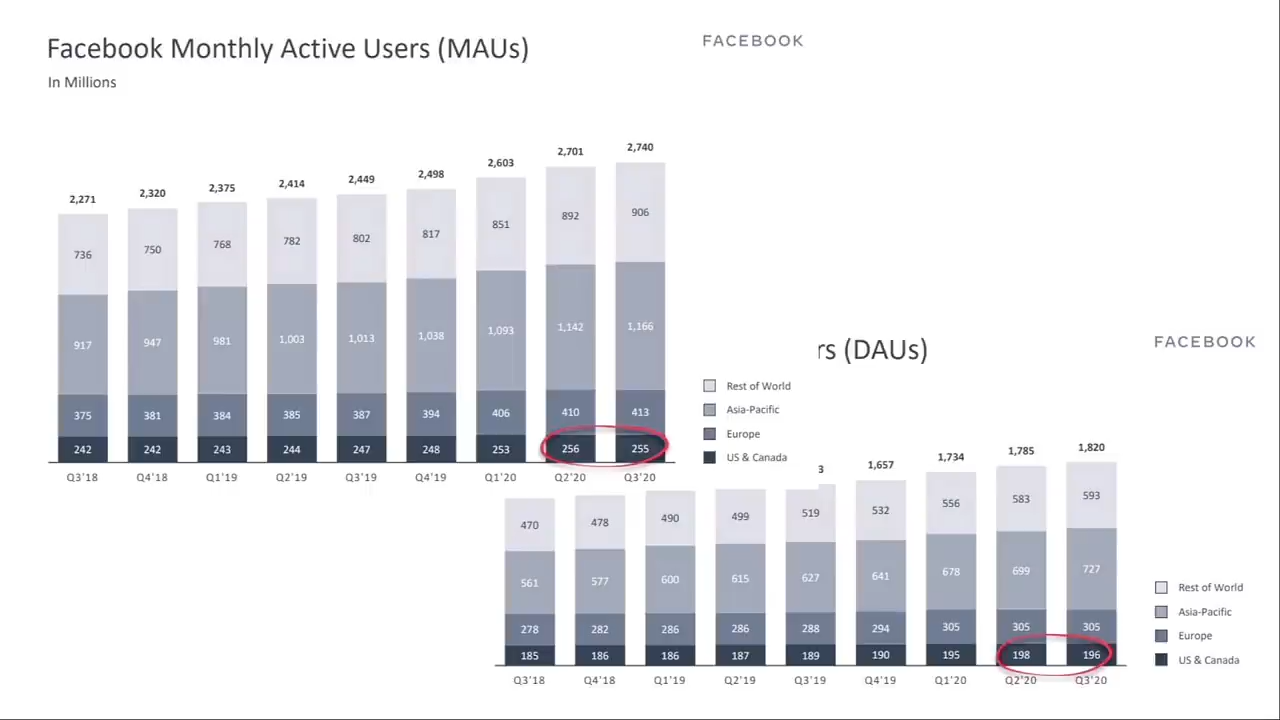 Facebook Monthly Active Users (MAUs)
FACEBOOK
In Millions
2,271 2,320 2,375 2,414 2,449 2,498 2,603 2,701 2,740
736 750 768 782 802 817 851 892 906
917 947 981 1,003 1,013 1,038 1,093 1,142 1,166
375 381 384 385 387 394 406 410 413
242 242 243 244 247 248 253 256 255
Q3'18 Q4'18 Q1'19 Q2'19 Q3'19 Q4'19 Q1'20 Q2'20 Q3'20
Rest of World
Asia-Pacific
Europe
US & Canada
rs (DAUs)
FACEBOOK
3 1,657 1,734 1,785 1,820
470 478 490 499 519 532 556 583 593
561 577 600 615 627 641 678 699 727
278 282 286 286 288 294 305 305 305
185 186 186 187 189 190 195 198 196
Q3'18 Q4'18 Q1'19 Q2'19 Q3'19 Q4'19 Q1'20 Q2'20 Q3'20
Rest of World
Asia-Pacific
Europe
US & Canada